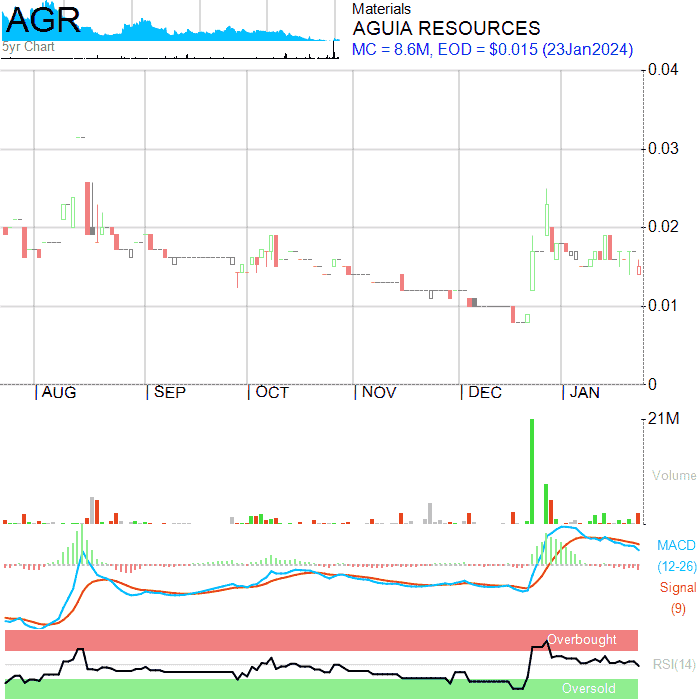 AGR
5yr Chart
Materials
AGUIA RESOURCES
MC = 8.6M, EOD = $0.015 (23Jan2024)
0.04
0.03
0.02
0.01
0
AUG SEP OCT NOV DEC JAN
21M
Volume
MACD
(12-26)
Signal
(9)
Overbought
RSI(14)
Oversold